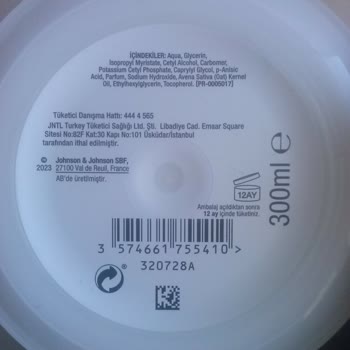 İÇİNDEKİLER: Aqua, Glycerin,
Isopropyl Myristate, Cetyl Alcohol, Carbomer,
Potassium Cetyl Phosphate, Caprylyl Glycol, p-Anisic
Acid, Parfum, Sodium Hydroxide, Avena Sativa (Oat) Kernel
Oil, Ethylhexylglycerin, Tocopherol. [PR-0005017]
Tüketici Danışma Hattı: 444 4 565
JNTL Turkey Tüketici Sağlığı Ltd. Şti. Libadiye Cad. Emaar Square
Sitesi No:82F Kat:30 Kapı No:101 Üsküdar/İstanbul
tarafından ithal edilmiştir.
© Johnson & Johnson SBF,
2023 27100 Val de Reuil, France
AB'de üretilmiştir.
12AY
Ambalaj açıldıktan sonra
12 ay içinde tüketiniz.
300ml e
3 574661 755410 >
320728A